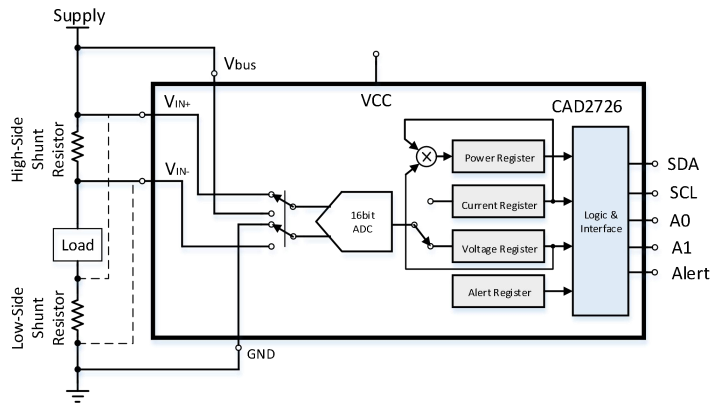 Supply
Vbus
VCC
CAD2726
VIN+
High-Side
Shunt
Resistor
VIN-
Power Register
SDA
SCL
Current Register
16bit
ADC
Logic &
Interface
A0
Load
Voltage Register
A1
Alert
Alert Register
Low-Side
Shunt
Resistor
GND